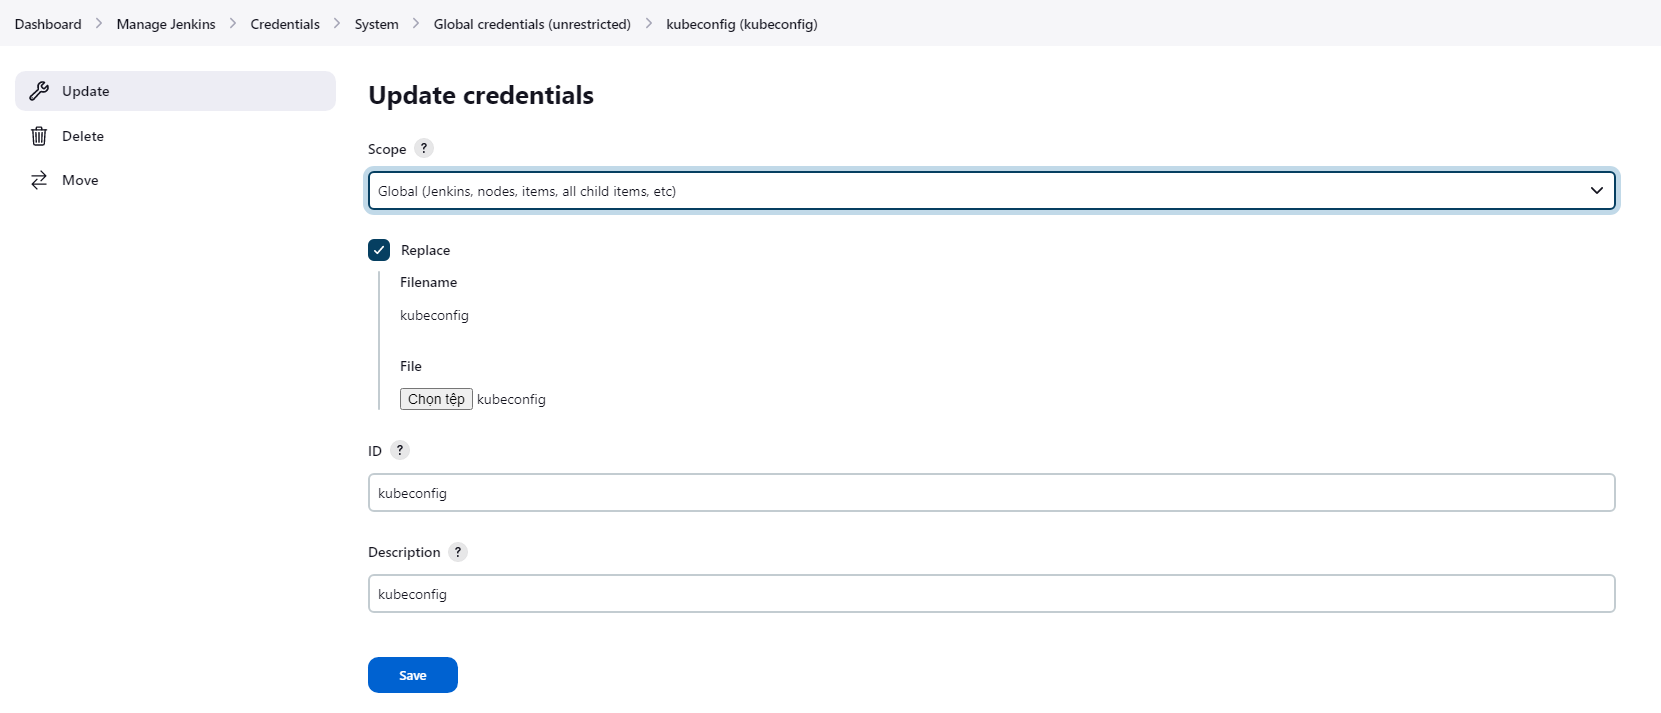 Dashboard > Manage Jenkins > Credentials > System > Global credentials (unrestricted) > kubeconfig (kubeconfig)
Update
Delete
Move
Update credentials
Scope ?
Global (Jenkins, nodes, items, all child items, etc)
Replace
Filename
kubeconfig
File
Chọn tệp kubeconfig
ID ?
kubeconfig
Description ?
kubeconfig
Save